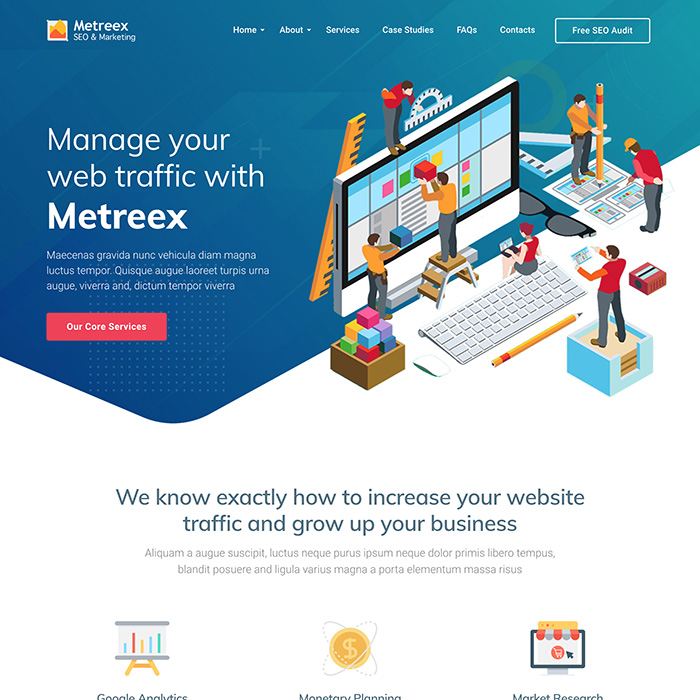 Metreex
SEO & Marketing
Home
About
Services
Case Studies
FAQs
Contacts
Free SEO Audit
Manage your
web traffic with
Metreex
Maecenas gravida nunc vehicula diam magna
luctus tempor. Quisque augue laoreet turpis urna
augue, viverra and, dictum tempor viverra
Our Core Services
We know exactly how to increase your website
traffic and grow up your business
Aliquam a augue suscipit, luctus neque purus ipsum neque dolor primis libero tempus,
blandit posuere and ligula varius magna a porta elementum massa risus
Google Analytics
Monetary Planning
Market Research